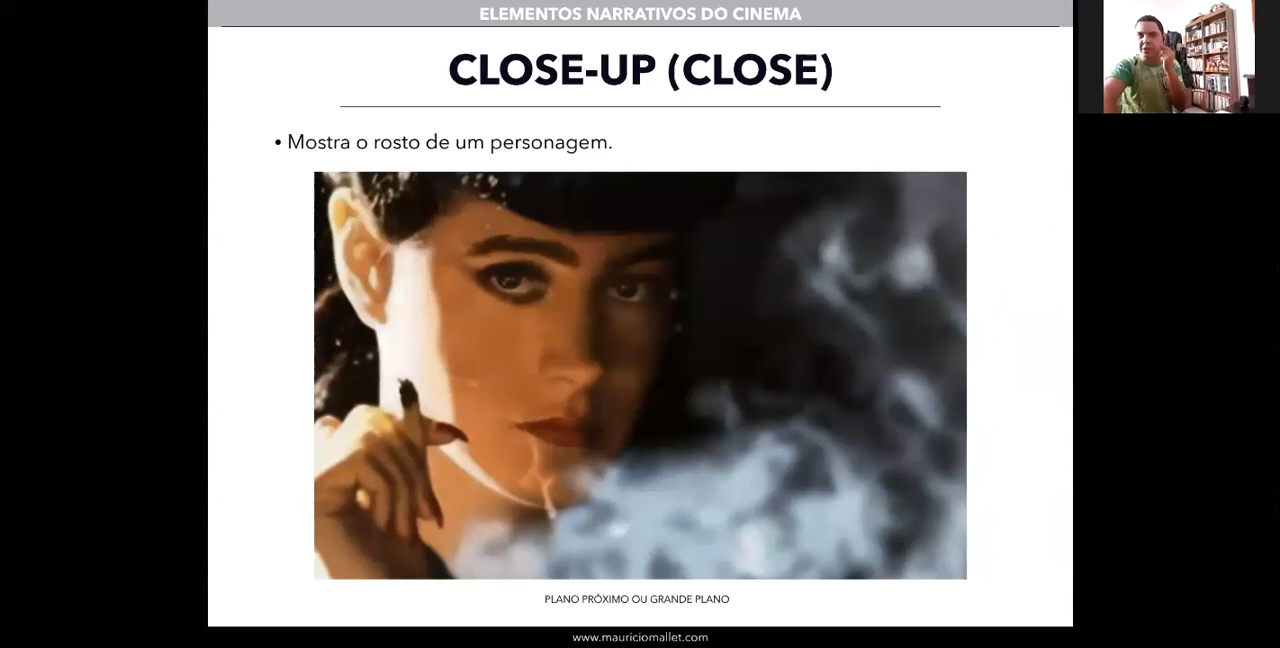 ELEMENTOS NARRATIVOS DO CINEMA
CLOSE-UP (CLOSE)
• Mostra o rosto de um personagem.
PLANO PRÓXIMO OU GRANDE PLANO
www.mauriciomallet.com